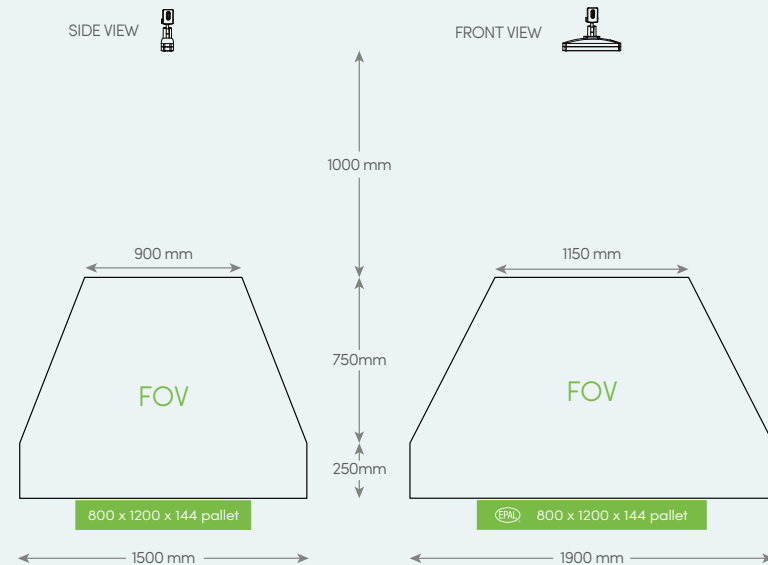 SIDE VIEW
FRONT VIEW
1000 mm
900 mm
1150 mm
750mm
FOV
FOV
250mm
800 x 1200 x 144 pallet
EPAL 800 x 1200 x 144 pallet
1500 mm
1900 mm